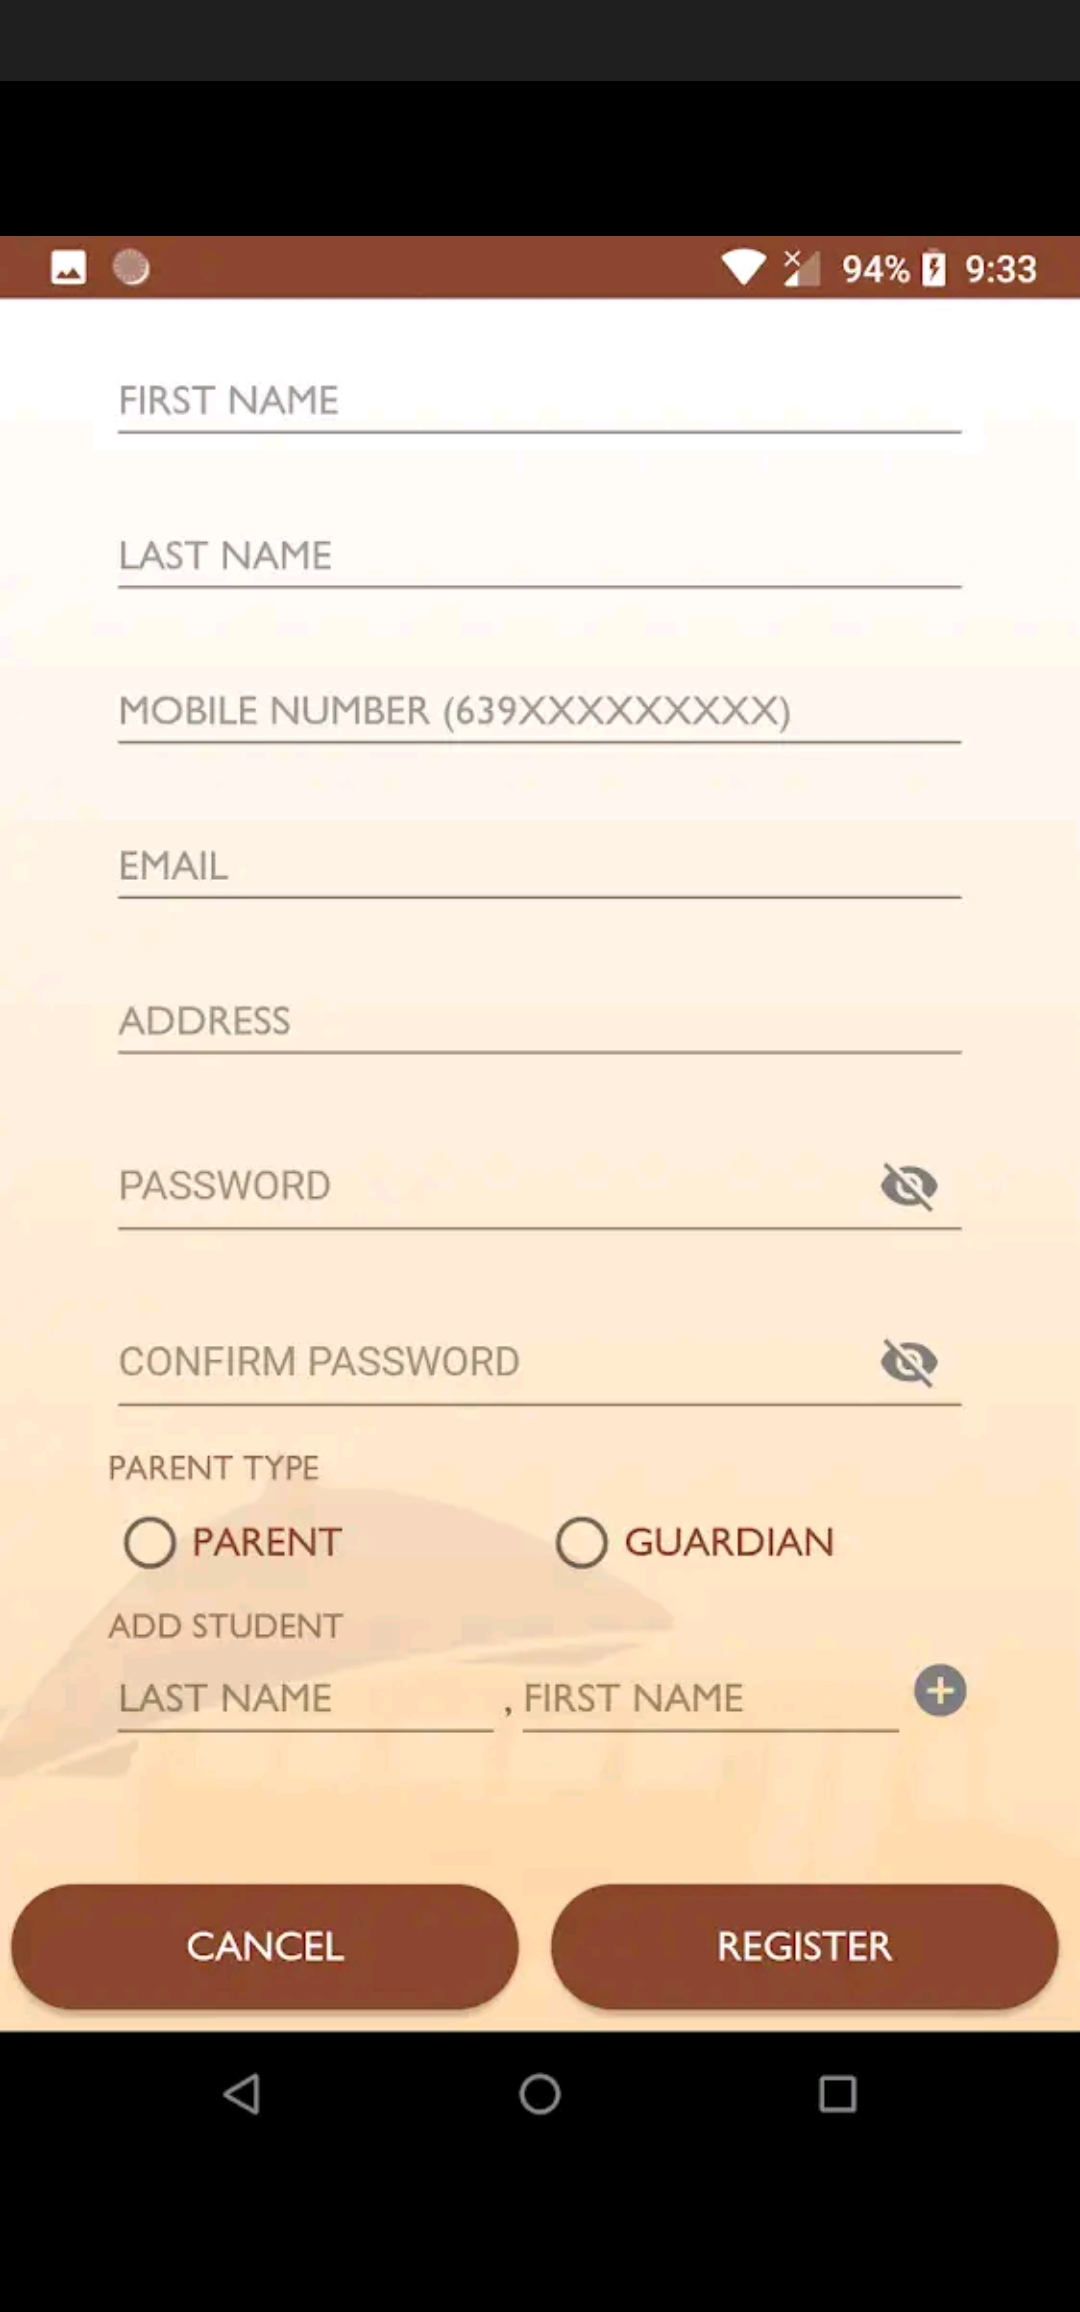 94% 9:33
FIRST NAME
LAST NAME
MOBILE NUMBER (639XXXXXXXXX)
EMAIL
ADDRESS
PASSWORD
CONFIRM PASSWORD
PARENT TYPE
PARENT GUARDIAN
ADD STUDENT
LAST NAME , FIRST NAME
CANCEL REGISTER